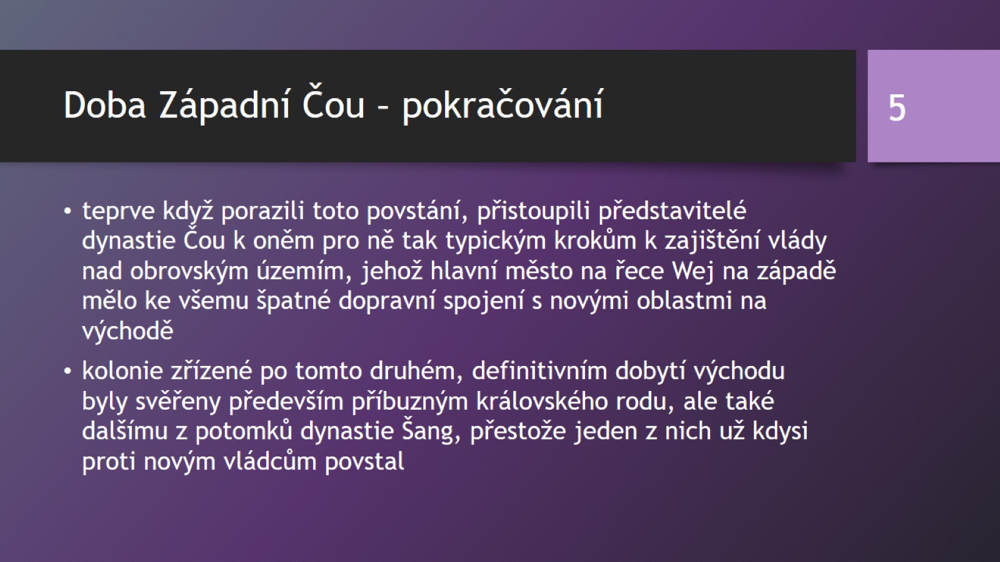 Doba Západní Čou - pokračování
5
• teprve když porazili toto povstání, přistoupili představitelé
dynastie Čou k oněm pro ně tak typickým krokům k zajištění vlády
nad obrovským územím, jehož hlavní město na řece Wej na západě
mělo ke všemu špatné dopravní spojení s novými oblastmi na
východě
• kolonie zřízené po tomto druhém, definitivním dobytí východu
byly svěřeny především příbuzným královského rodu, ale také
dalšímu z potomků dynastie Šang, přestože jeden z nich už kdysi
proti novým vládcům povstal